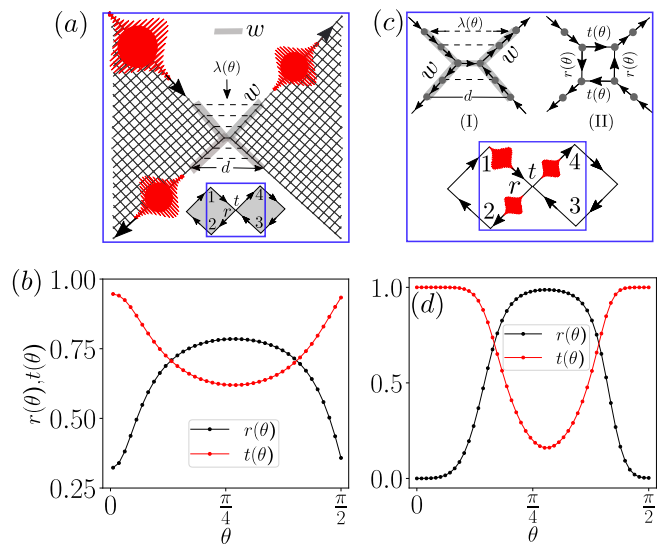 (a)
w
λ(θ)
w
d
1
t
4
r
2
3
(c)
λ(θ)
w
w
d
(I)
t(θ)
r(θ)
r(θ)
t(θ)
(II)
1
t
4
r
2
3
(b)
1.00
0.75
0.50
0.25
r(θ),t(θ)
r(θ)
t(θ)
0
π/4
π/2
θ
(d)
1.0
0.5
0.0
r(θ)
t(θ)
0
π/4
π/2
θ